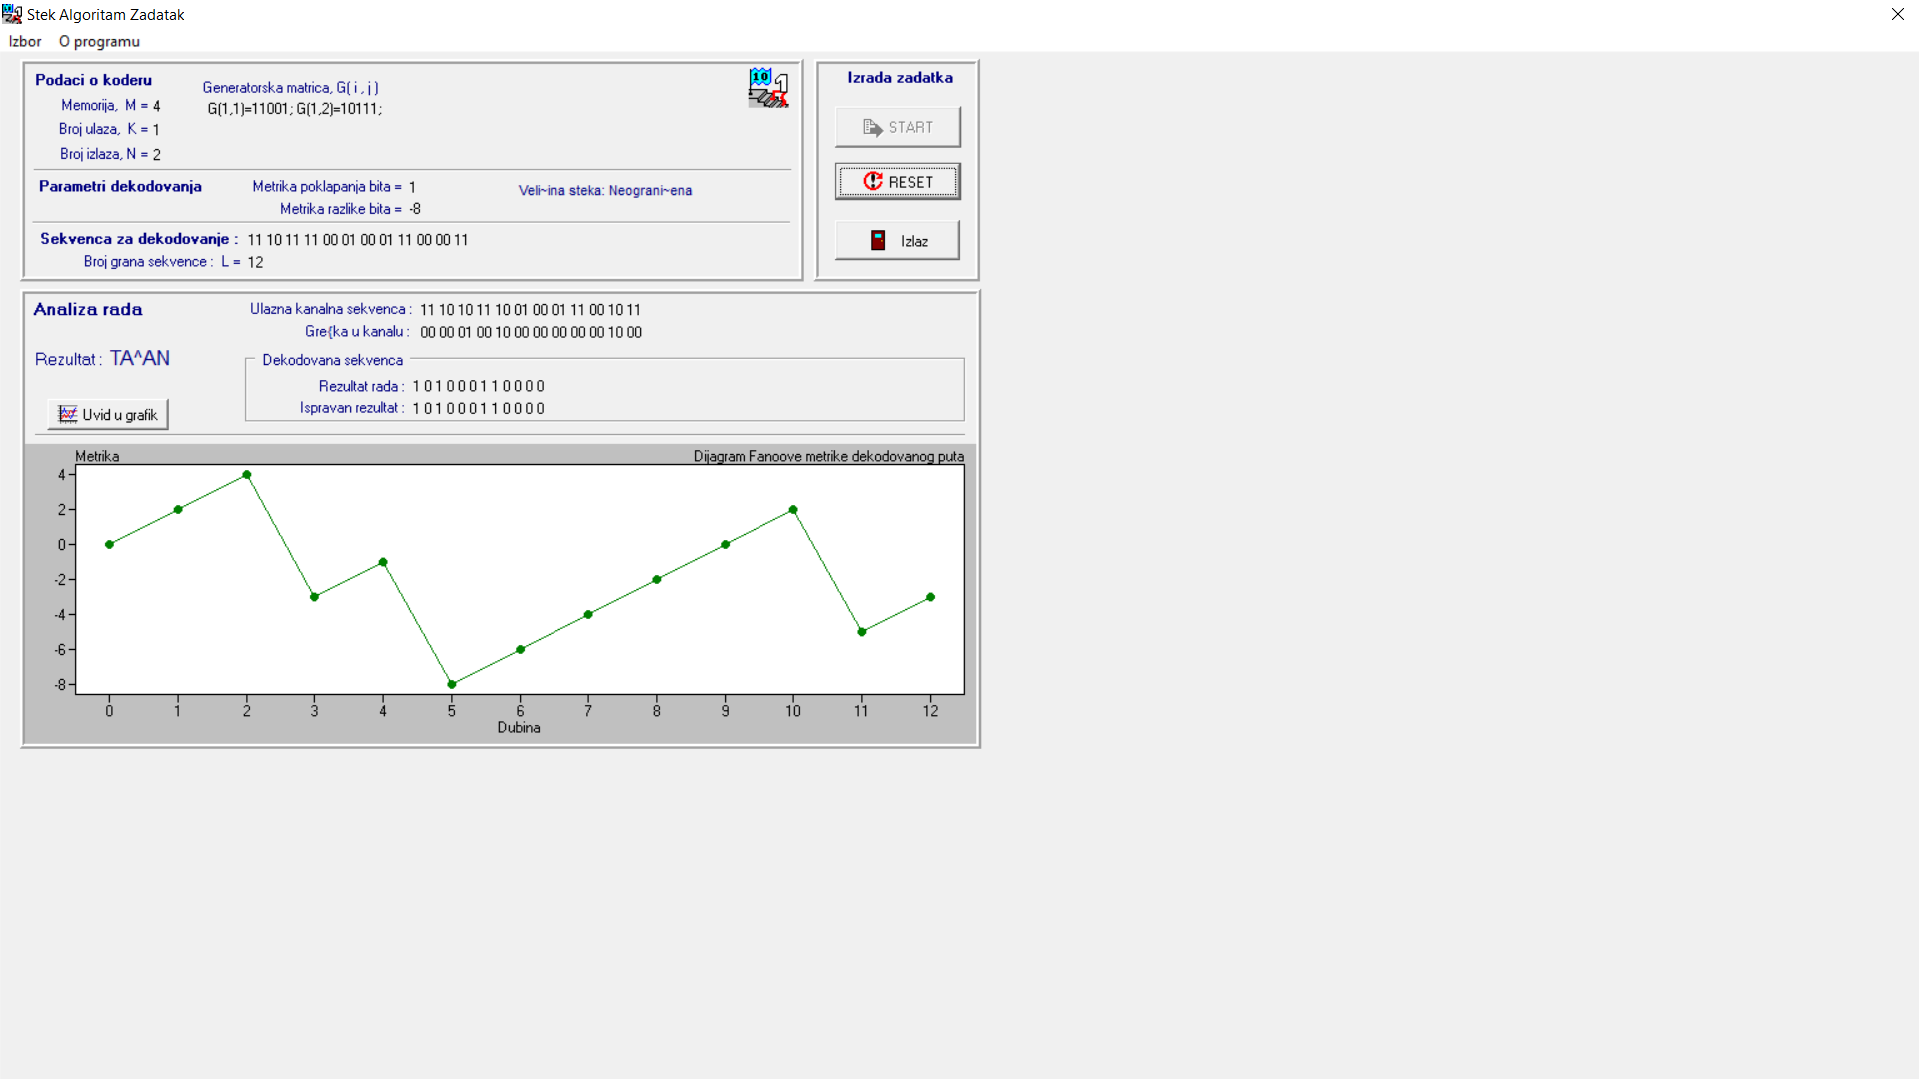 Stek Algoritam Zadatak
Izbor O programu
Podaci o koderu
Memorija, M = 4
Broj ulaza, K = 1
Broj izlaza, N = 2
Generatorska matrica, G( i , j )
G(1,1)=11001; G(1,2)=10111;
Parametri dekodovanja
Metrika poklapanja bita = 1
Metrika razlike bita = -8
Veli~ina steka: Neograni~ena
Sekvenca za dekodovanje : 11 10 11 11 00 01 00 01 11 00 00 11
Broj grana sekvence : L = 12
Izrada zadatka
START
RESET
Izlaz
Analiza rada
Ulazna kanalna sekvenca : 11 10 10 11 10 01 00 01 11 00 10 11
Gre{ka u kanalu : 00 00 01 00 10 00 00 00 00 00 10 00
Rezultat : TA^AN
Dekodovana sekvenca
Rezultat rada : 1 0 1 0 0 0 1 1 0 0 0 0
Ispravan rezultat : 1 0 1 0 0 0 1 1 0 0 0 0
Uvid u grafik
Metrika
Dijagram Fanoove metrike dekodovanog puta
4
2
0
-2
-4
-6
-8
0 1 2 3 4 5 6 7 8 9 10 11 12
Dubina